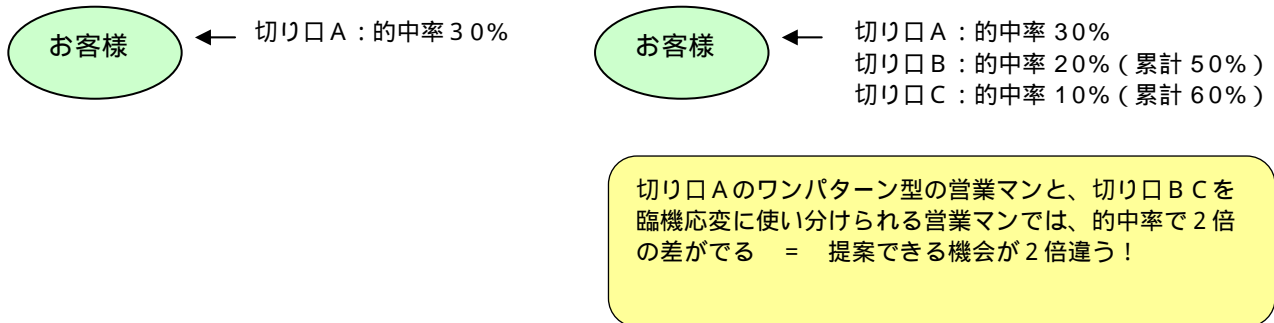 お客様
切り口A:的中率30%
お客様
切り口A:的中率 30%
切り口B:的中率 20%(累計 50%)
切り口C:的中率 10%(累計 60%)
切り口Aのワンパターン型の営業マンと、切り口BCを
臨機応変に使い分けられる営業マンでは、的中率で2倍
の差がでる = 提案できる機会が2倍違う!